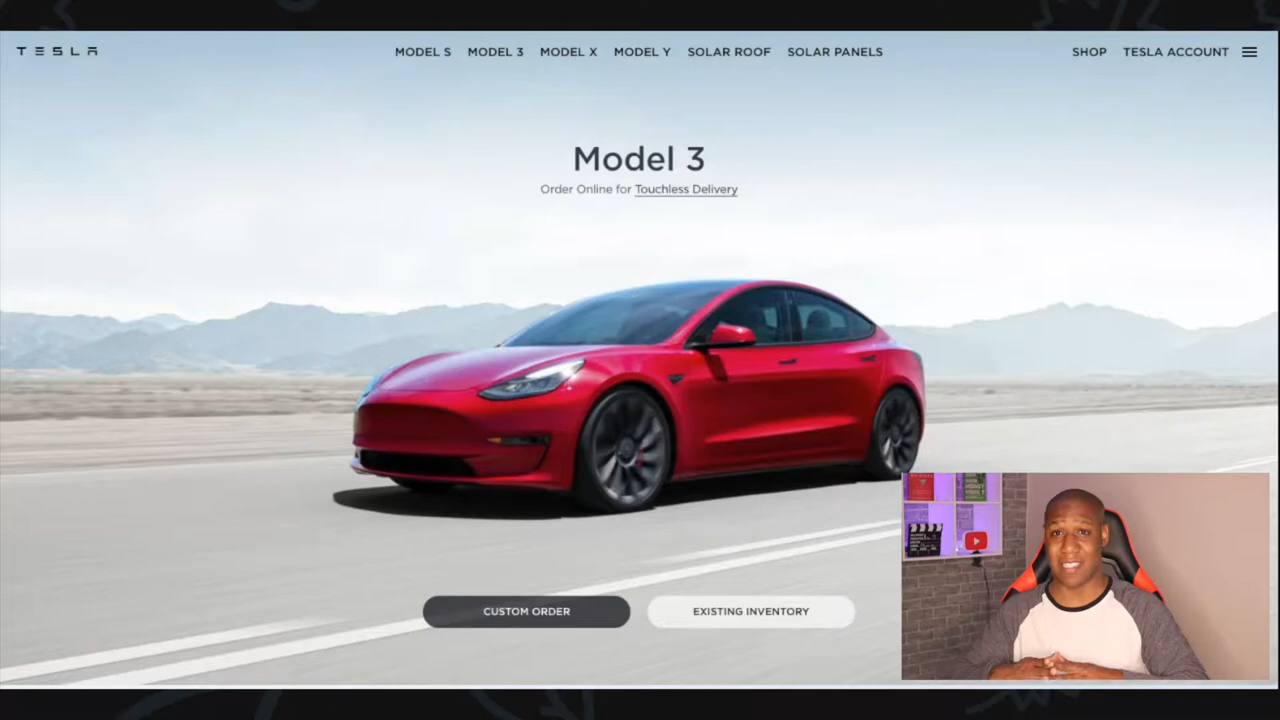 TESLA
MODEL S
MODEL 3
MODEL X
MODEL Y
SOLAR ROOF
SOLAR PANELS
SHOP
TESLA ACCOUNT
Model 3
Order Online for Touchless Delivery
CUSTOM ORDER
EXISTING INVENTORY